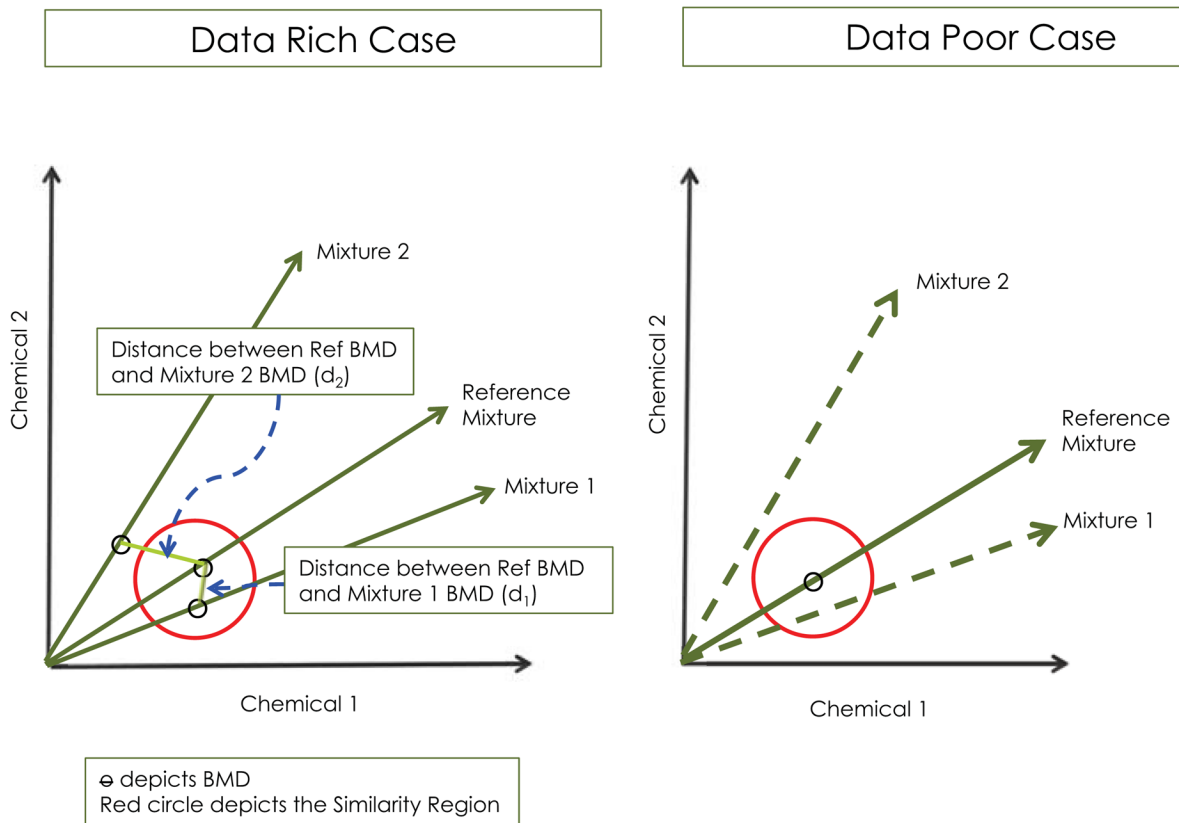 Data Rich Case
Data Poor Case
Chemical 2
Mixture 2
Distance between Ref BMD
and Mixture 2 BMD (d₂)
Reference
Mixture
Mixture 1
Distance between Ref BMD
and Mixture 1 BMD (d₁)
Chemical 1
Chemical 2
Mixture 2
Reference
Mixture
Mixture 1
Chemical 1
ɵ depicts BMD
Red circle depicts the Similarity Region